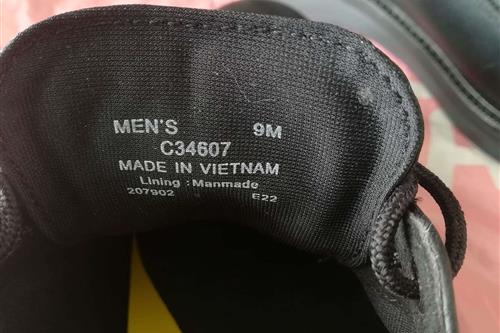 MEN'S 9M
C34607
MADE IN VIETNAM
Lining : Manmade
207902 E22